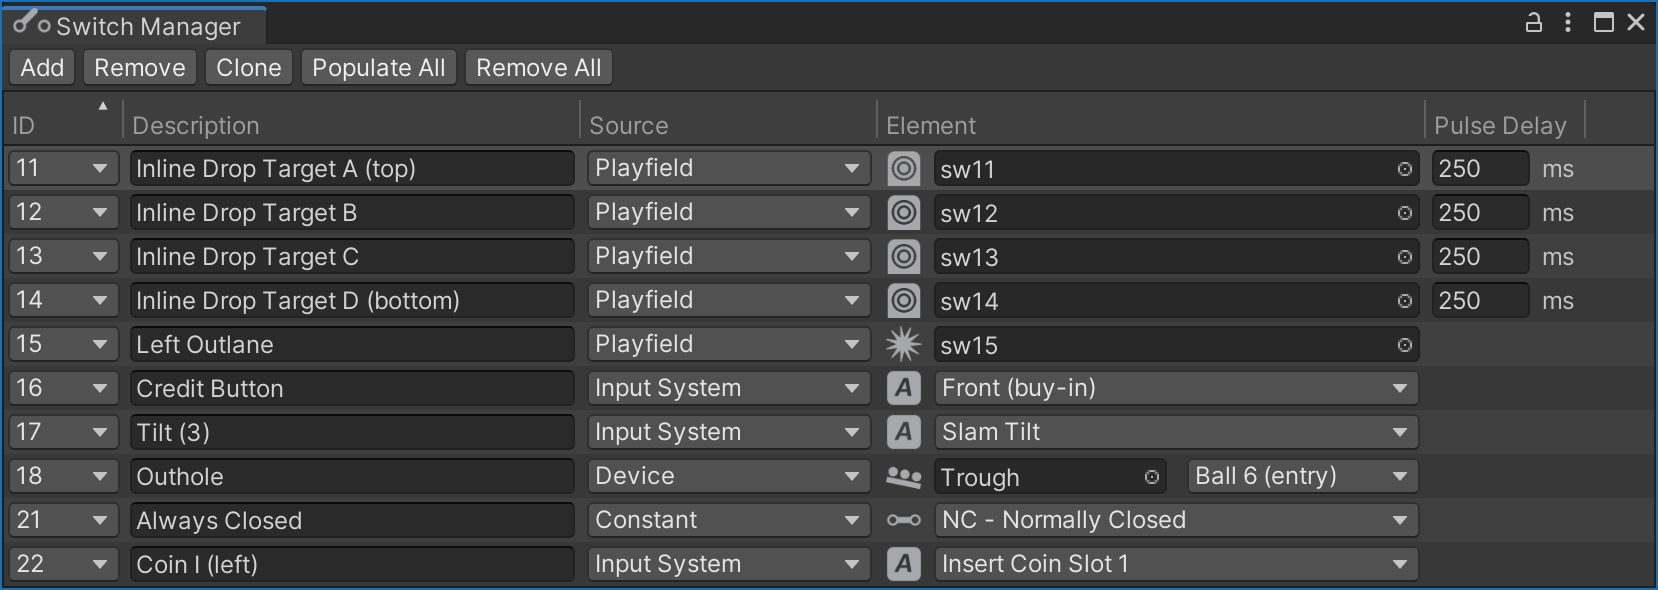 Switch Manager
Add Remove Clone Populate All Remove All
ID Description Source Element Pulse Delay
11 Inline Drop Target A (top) Playfield sw11 250 ms
12 Inline Drop Target B Playfield sw12 250 ms
13 Inline Drop Target C Playfield sw13 250 ms
14 Inline Drop Target D (bottom) Playfield sw14 250 ms
15 Left Outlane Playfield sw15
16 Credit Button Input System A Front (buy-in)
17 Tilt (3) Input System A Slam Tilt
18 Outhole Device Trough Ball 6 (entry)
21 Always Closed Constant NC - Normally Closed
22 Coin I (left) Input System A Insert Coin Slot 1